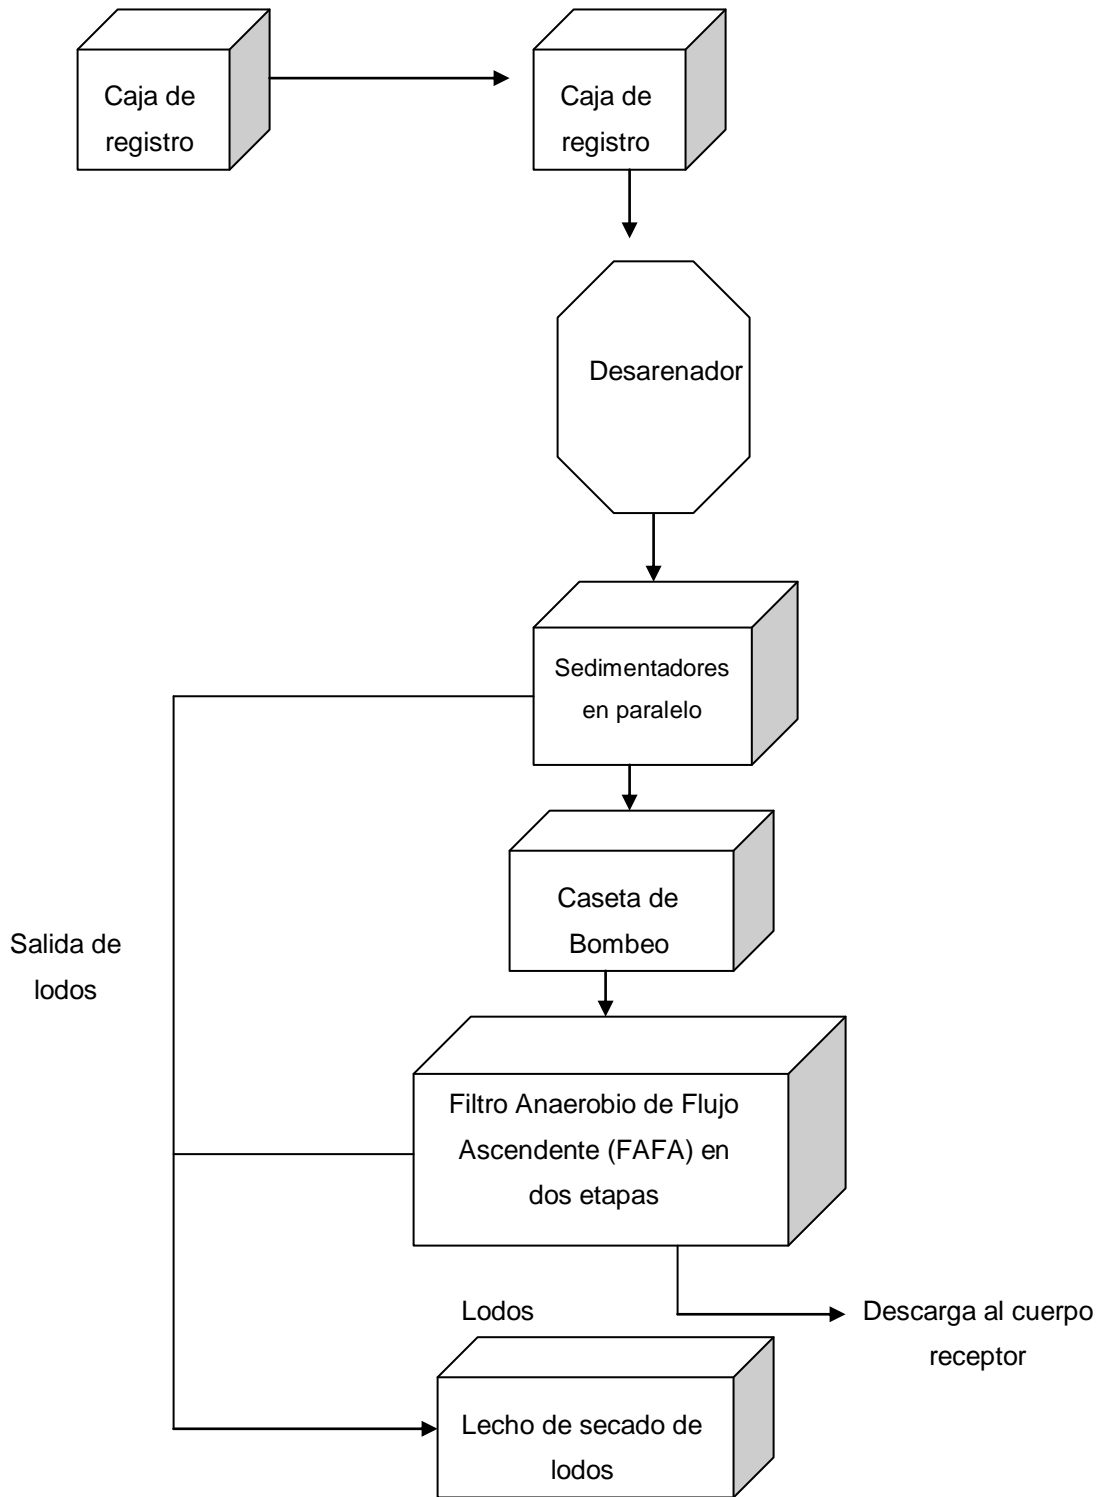 Caja de
registro
Caja de
registro
Desarenador
Sedimentadores
en paralelo
Caseta de
Bombeo
Salida de
lodos
Filtro Anaerobio de Flujo
Ascendente (FAFA) en
dos etapas
Lodos
Descarga al cuerpo
receptor
Lecho de secado de
lodos